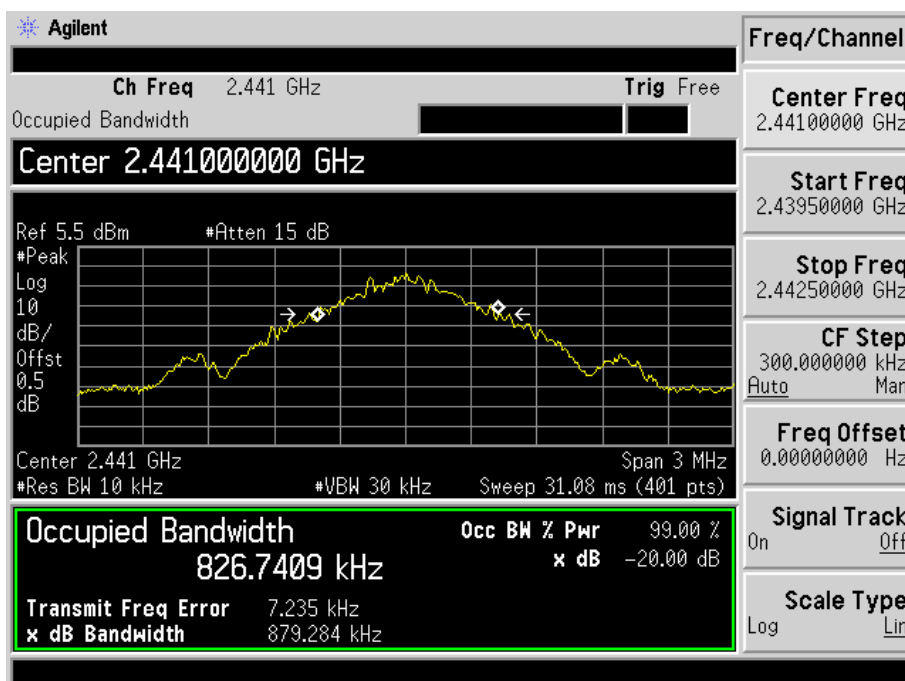 Agilent
Ch Freq 2.441 GHz Trig Free
Occupied Bandwidth
Center 2.441000000 GHz
Ref 5.5 dBm #Atten 15 dB
#Peak
Log
10
dB/
Offst
0.5
dB
Center 2.441 GHz Span 3 MHz
#Res BW 10 kHz #VBW 30 kHz Sweep 31.08 ms (401 pts)
Occupied Bandwidth Occ BW % Pwr 99.00 %
826.7409 kHz x dB -20.00 dB
Transmit Freq Error 7.235 kHz
x dB Bandwidth 879.284 kHz
Freq/Channel
Center Freq
2.44100000 GHz
Start Freq
2.43950000 GHz
Stop Freq
2.44250000 GHz
CF Step
300.000000 kHz
Auto Man
Freq Offset
0.00000000 Hz
Signal Track
On Off
Scale Type
Log Lin